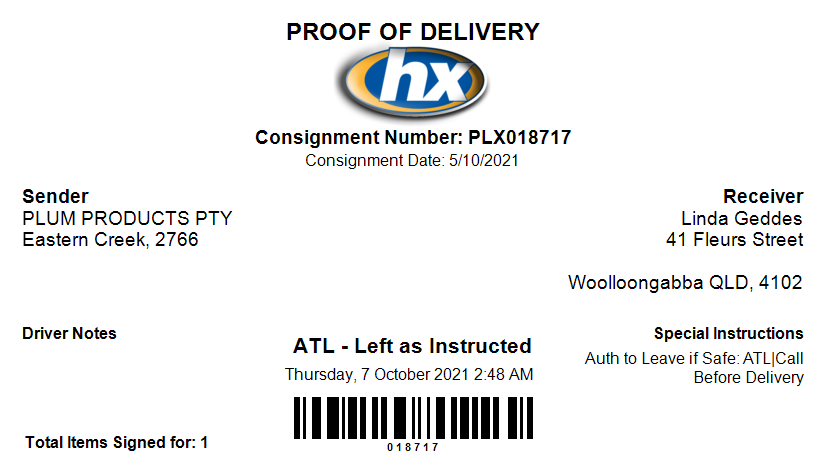 PROOF OF DELIVERY
hx
Consignment Number: PLX018717
Consignment Date: 5/10/2021
Sender
PLUM PRODUCTS PTY
Eastern Creek, 2766
Receiver
Linda Geddes
41 Fleurs Street
Woolloongabba QLD, 4102
Driver Notes
ATL - Left as Instructed
Thursday, 7 October 2021 2:48 AM
Special Instructions
Auth to Leave if Safe: ATL|Call
Before Delivery
018717
Total Items Signed for: 1